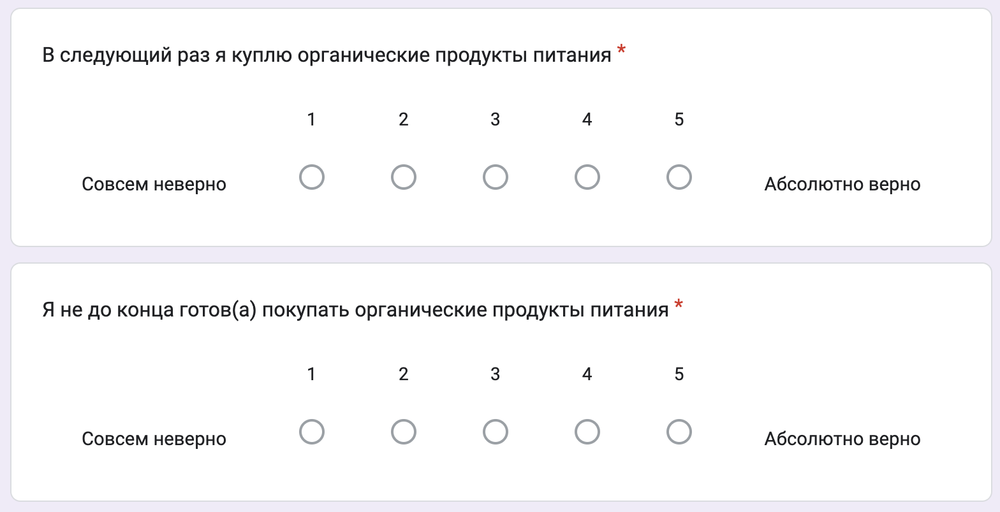 В следующий раз я куплю органические продукты питания *
1 2 3 4 5
Совсем неверно Абсолютно верно
Я не до конца готов(а) покупать органические продукты питания *
1 2 3 4 5
Совсем неверно Абсолютно верно